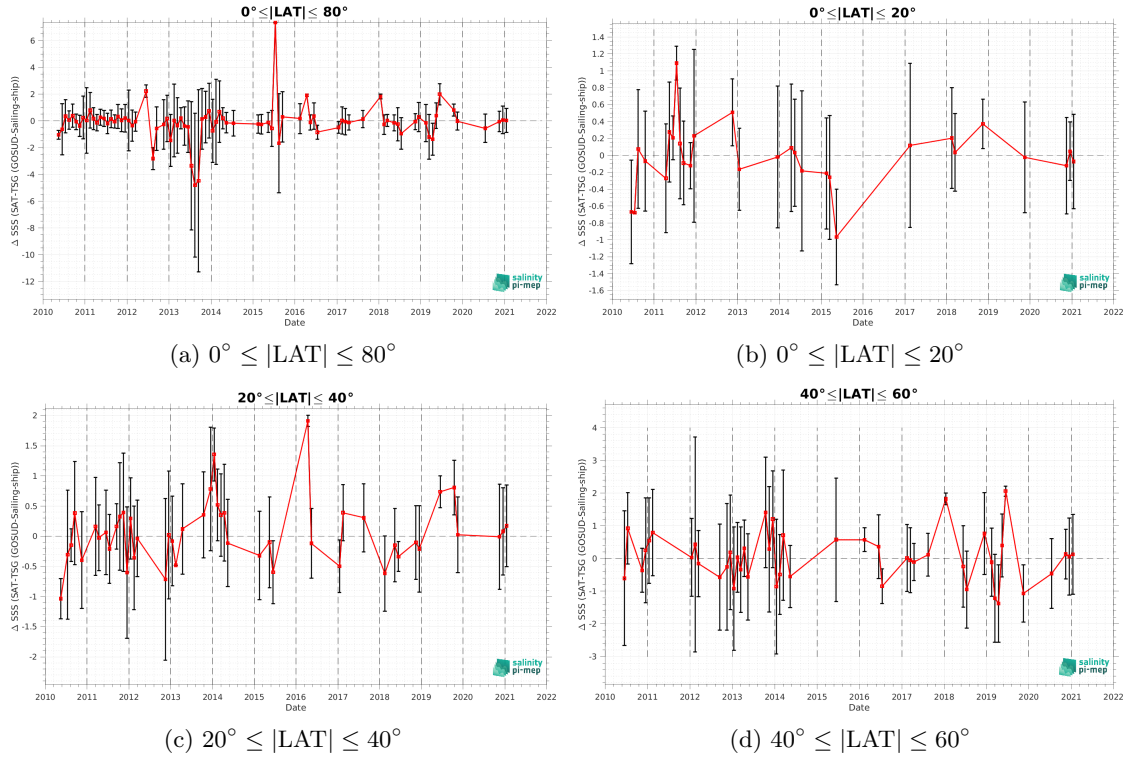 0°≤|LAT|≤ 80°
Δ SSS (SAT-TSG (GOSUD-Sailing-ship))
6
4
2
0
-2
-4
-6
-8
-10
-12
2010 2011 2012 2013 2014 2015 2016 2017 2018 2019 2020 2021 2022
Date
salinity
pi-mep
(a) 0° ≤ |LAT| ≤ 80°
0°≤|LAT|≤ 20°
Δ SSS (SAT-TSG (GOSUD-Sailing-ship))
1.4
1.2
1
0.8
0.6
0.4
0.2
0
-0.2
-0.4
-0.6
-0.8
-1
-1.2
-1.4
-1.6
2010 2011 2012 2013 2014 2015 2016 2017 2018 2019 2020 2021 2022
Date
salinity
pi-mep
(b) 0° ≤ |LAT| ≤ 20°
20°≤|LAT|≤ 40°
Δ SSS (SAT-TSG (GOSUD-Sailing-ship))
2
1.5
1
0.5
0
-0.5
-1
-1.5
-2
2010 2011 2012 2013 2014 2015 2016 2017 2018 2019 2020 2021 2022
Date
salinity
pi-mep
(c) 20° ≤ |LAT| ≤ 40°
40°≤|LAT|≤ 60°
Δ SSS (SAT-TSG (GOSUD-Sailing-ship))
4
3
2
1
0
-1
-2
-3
2010 2011 2012 2013 2014 2015 2016 2017 2018 2019 2020 2021 2022
Date
salinity
pi-mep
(d) 40° ≤ |LAT| ≤ 60°